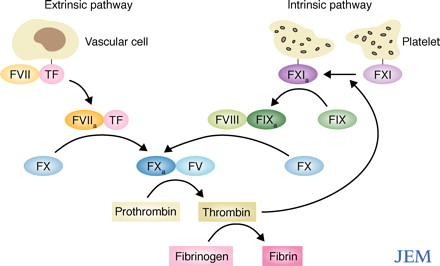 Extrinsic pathway
Intrinsic pathway
Vascular cell
Platelet
FVII TF
FXIa FXI
FVIIa TF
FVIII FIXa FIX
FX FXa FV FX
Prothrombin Thrombin
Fibrinogen Fibrin
JEM